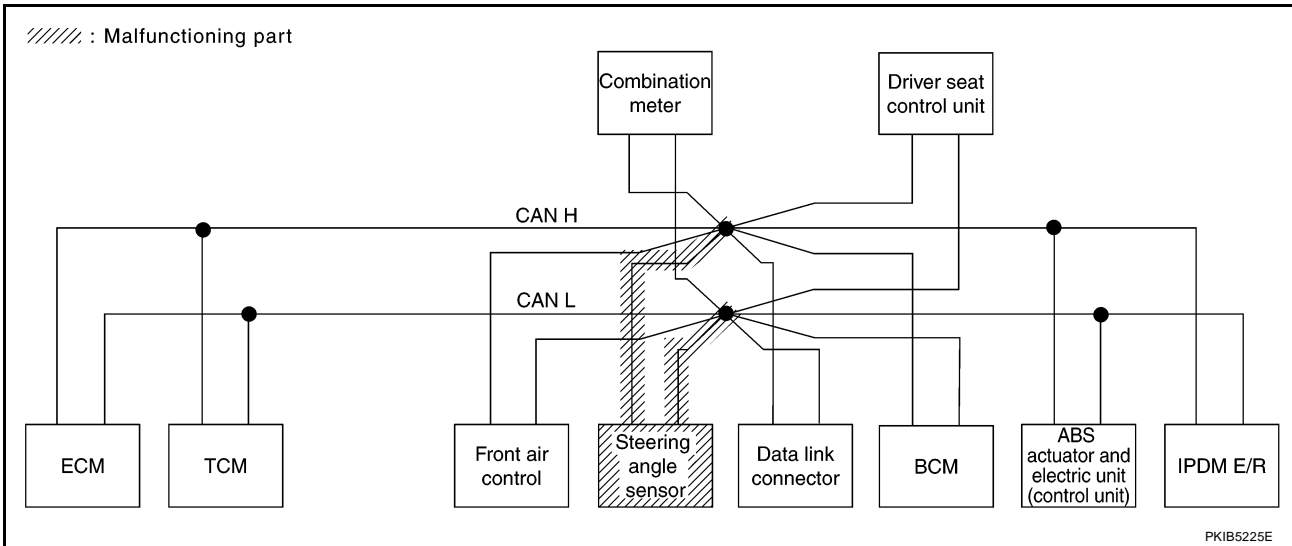 : Malfunctioning part
Combination
meter
Driver seat
control unit
CAN H
CAN L
ECM
TCM
Front air
control
Steering
angle
sensor
Data link
connector
BCM
ABS
actuator and
electric unit
(control unit)
IPDM E/R
PKIB5225E